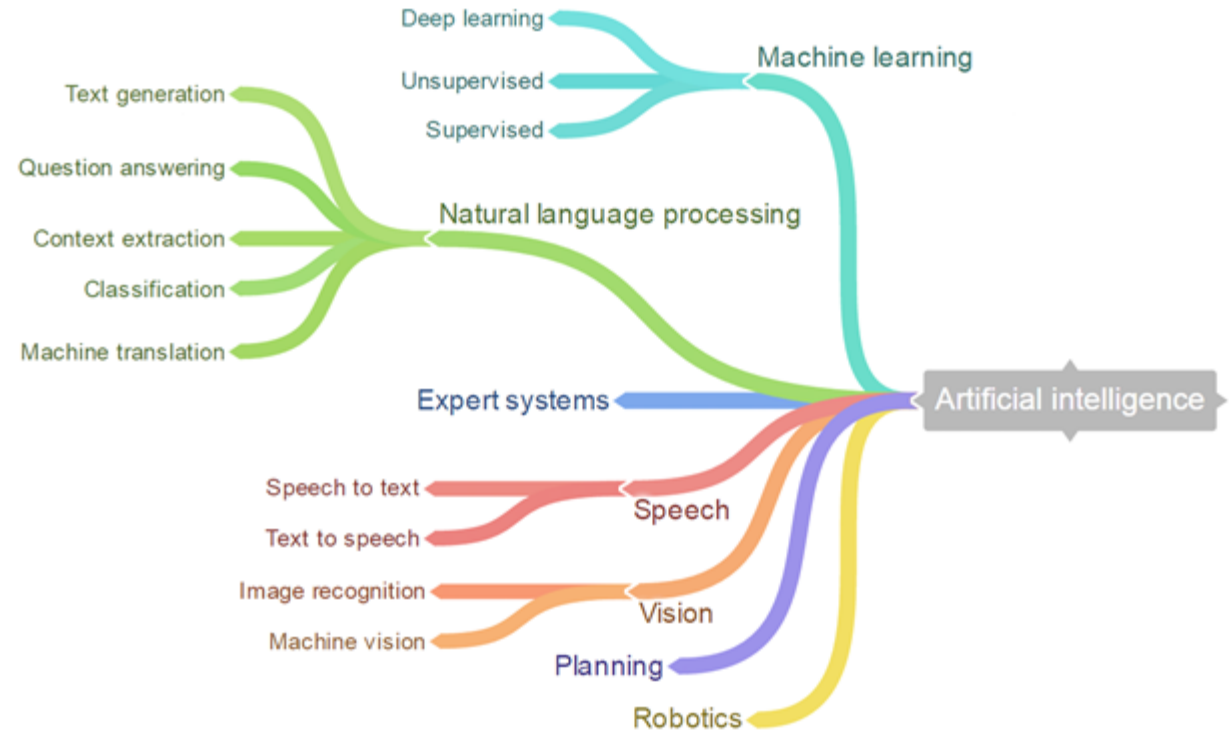 Deep learning
Machine learning
Unsupervised
Supervised
Text generation
Question answering
Natural language processing
Context extraction
Classification
Machine translation
Expert systems
Artificial intelligence
Speech to text
Speech
Text to speech
Image recognition
Vision
Machine vision
Planning
Robotics